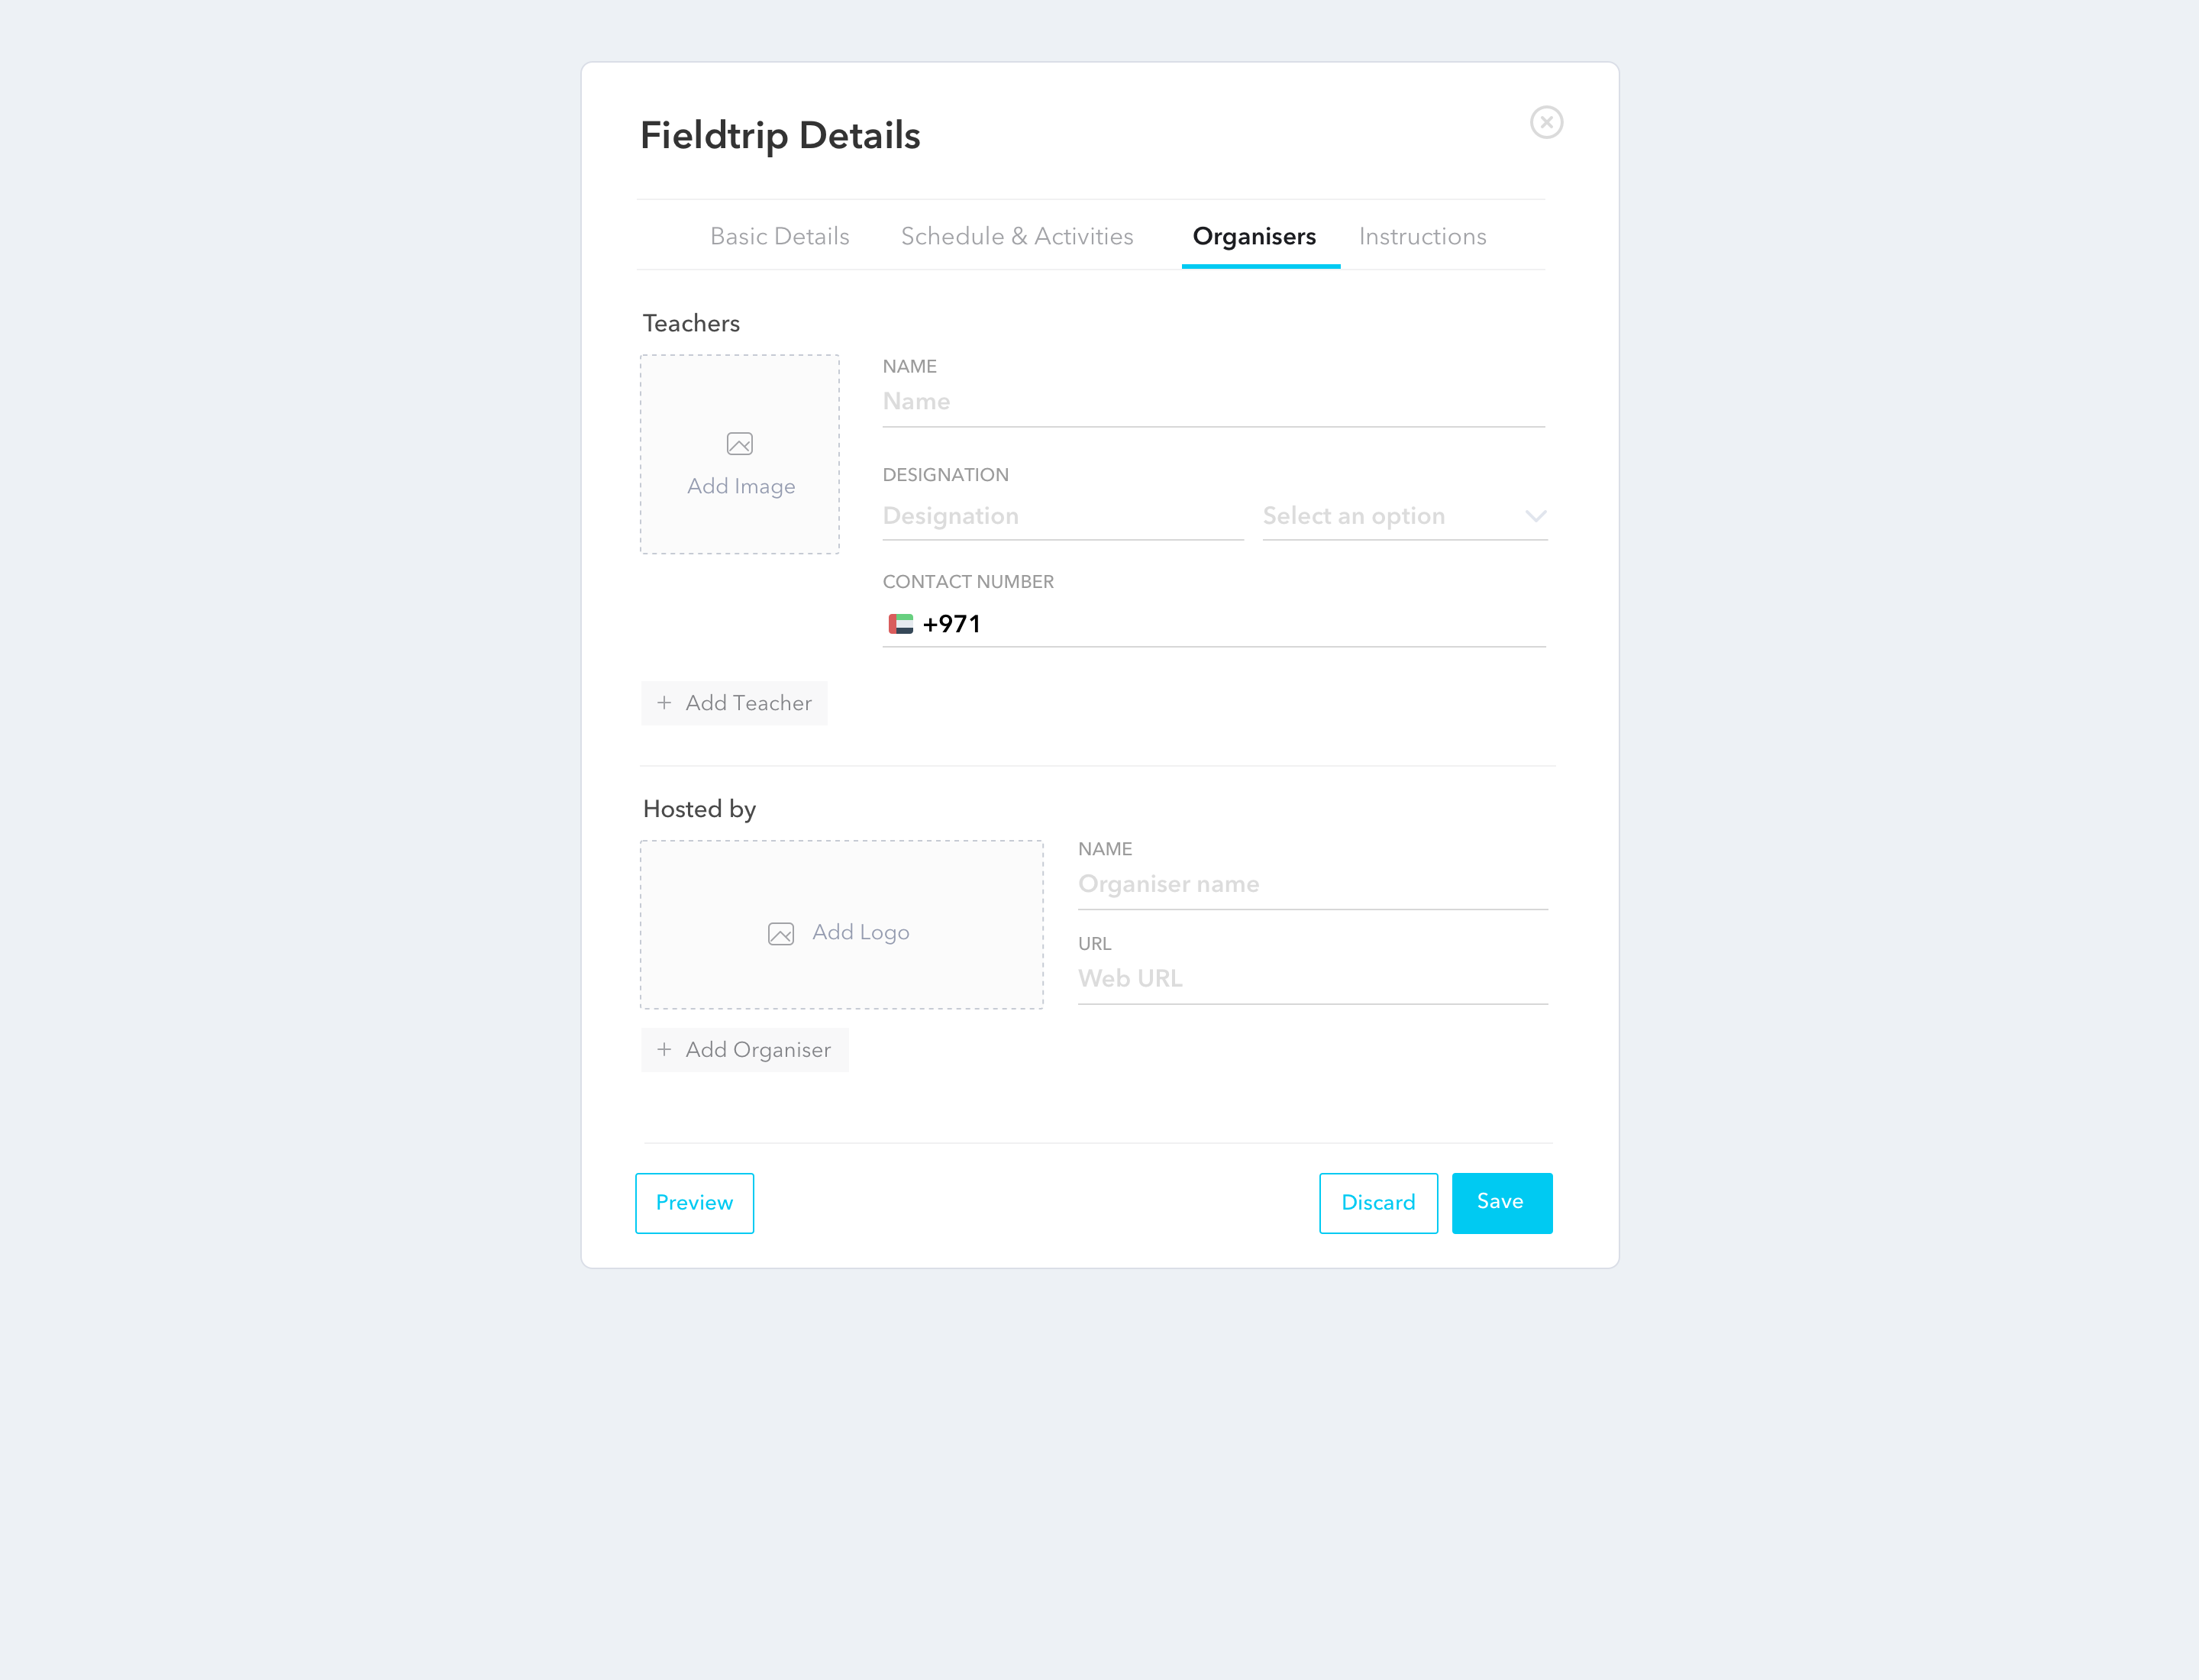 Fieldtrip Details
Basic Details Schedule & Activities Organisers Instructions
Teachers
Add Image
NAME
Name
DESIGNATION
Designation Select an option
CONTACT NUMBER
+971
+ Add Teacher
Hosted by
Add Logo
NAME
Organiser name
URL
Web URL
+ Add Organiser
Preview Discard Save